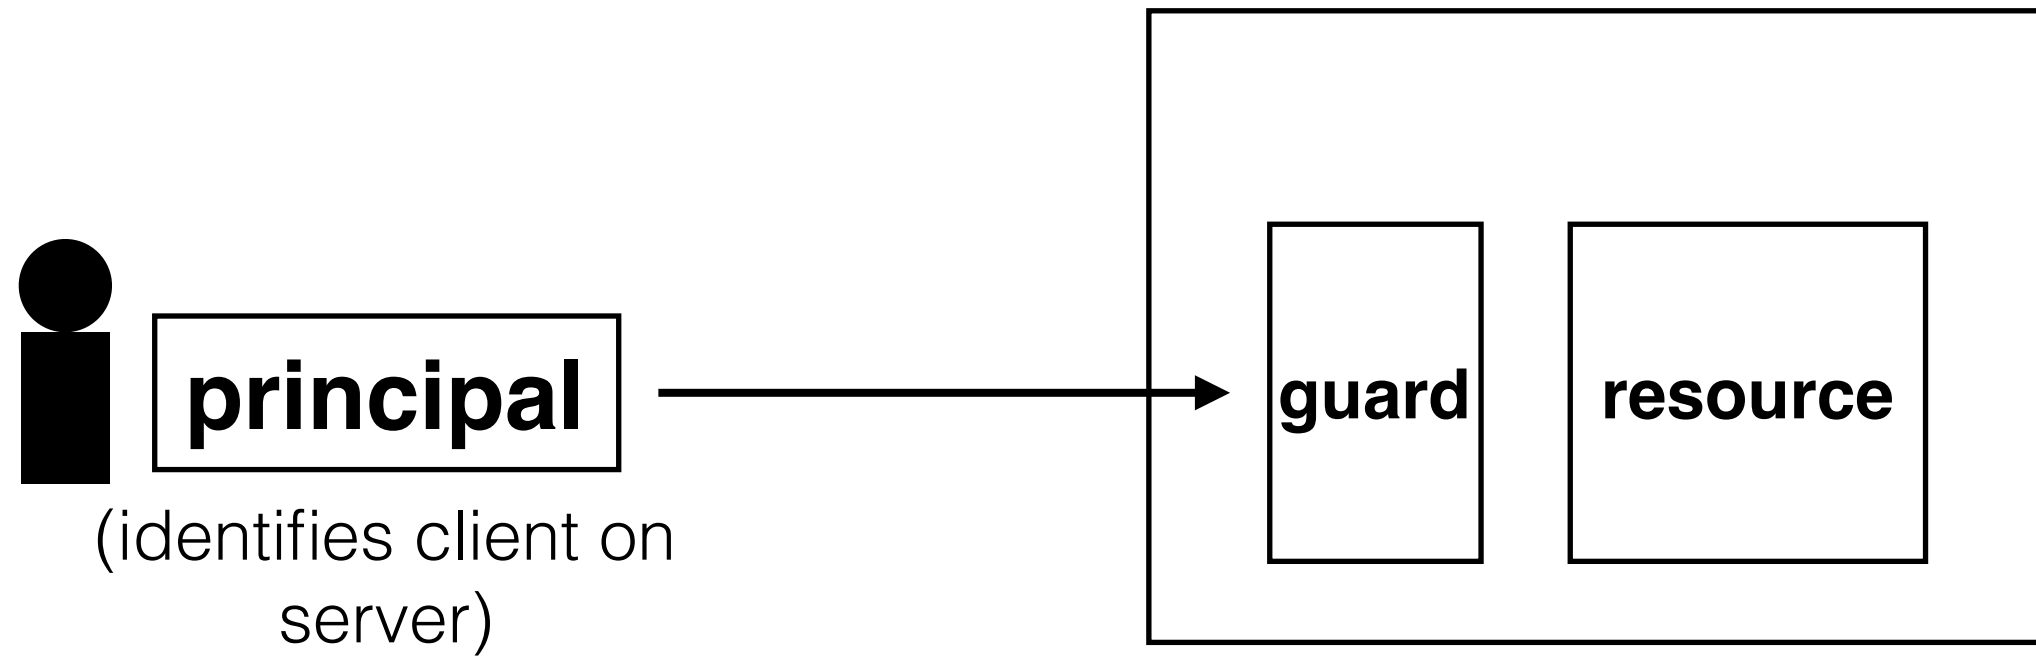 principal
(identifies client on
server)
guard
resource